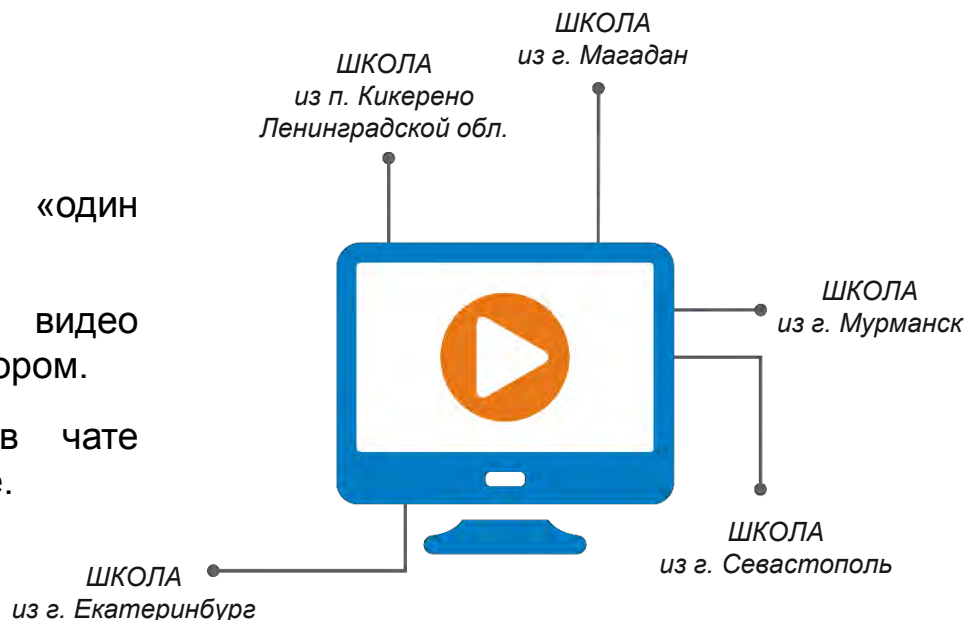 ШКОЛА
из г. Магадан
ШКОЛА
из п. Кикерено
Ленинградской обл.
«один
видео
ором.
в чате
е.
ШКОЛА
из г. Мурманск
ШКОЛА
из г. Севастополь
ШКОЛА
из г. Екатеринбург